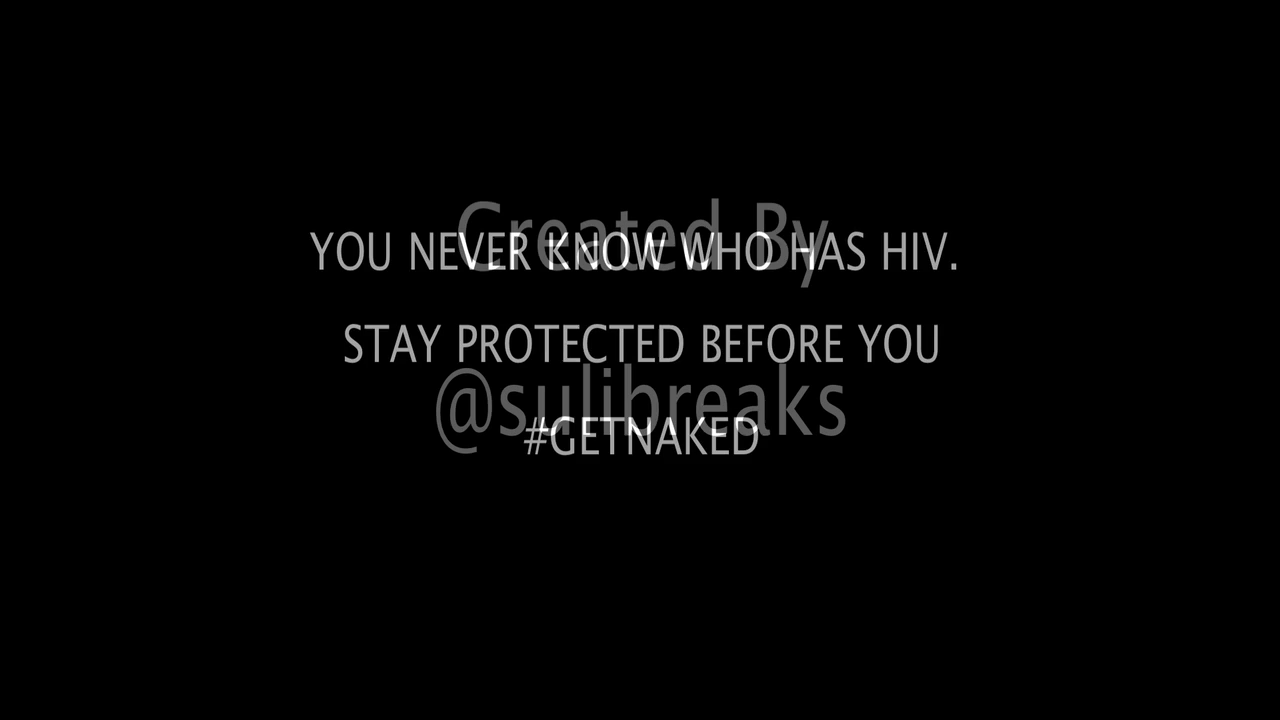 Created By
YOU NEVER KNOW WHO HAS HIV.
STAY PROTECTED BEFORE YOU
@sulibreaks
#GETNAKED